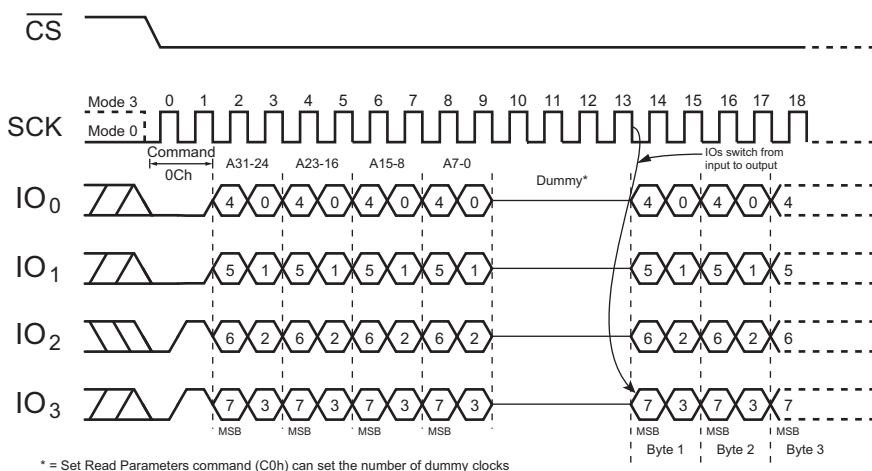 CS
Mode 3 0 1 2 3 4 5 6 7 8 9 10 11 12 13 14 15 16 17 18
SCK
Mode 0
Command A31-24 A23-16 A15-8 A7-0
IOs switch from
input to output
0Ch
Dummy*
IO0 4 0 4 0 4 0 4 0 4 0 4 0 4
IO1 5 1 5 1 5 1 5 1 5 1 5 1 5
IO2 6 2 6 2 6 2 6 2 6 2 6 2 6
IO3 7 3 7 3 7 3 7 3 7 3 7 3 7
MSB MSB MSB MSB MSB MSB MSB
Byte 1 Byte 2 Byte 3
* = Set Read Parameters command (C0h) can set the number of dummy clocks